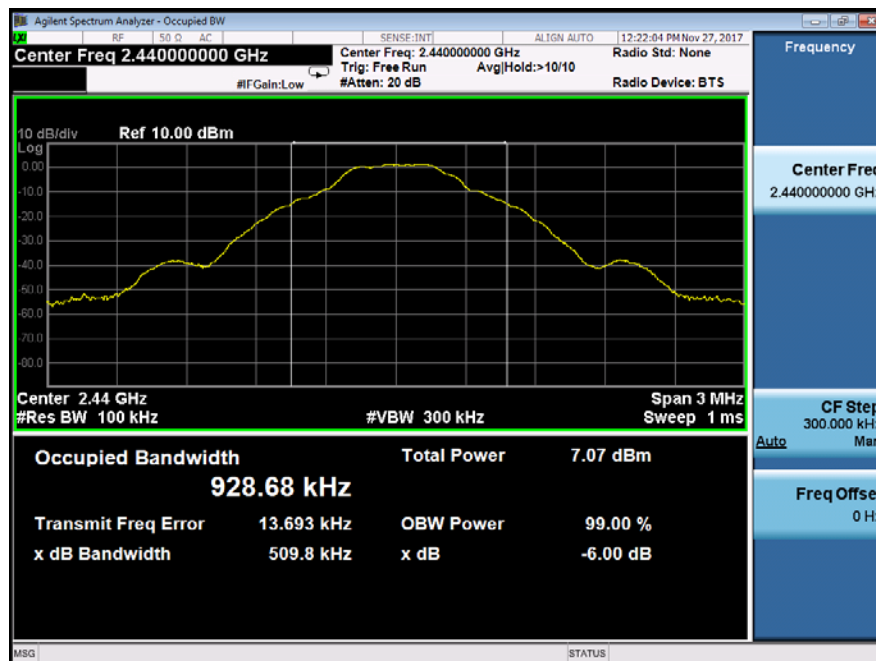 Agilent Spectrum Analyzer - Occupied BW
LXI RF 50 Ω AC SENSE:INT ALIGN AUTO 12:22:04 PM Nov 27, 2017
Center Freq 2.440000000 GHz
Center Freq: 2.440000000 GHz
Radio Std: None
Trig: Free Run
Avg|Hold:>10/10
#IFGain:Low
#Atten: 20 dB
Radio Device: BTS
Frequency
10 dB/div
Ref 10.00 dBm
Log
0.00
-10.0
-20.0
-30.0
-40.0
-50.0
-60.0
-70.0
-80.0
Center Freq
2.440000000 GHz
Center 2.44 GHz
Span 3 MHz
#Res BW 100 kHz
#VBW 300 kHz
Sweep 1 ms
CF Step
300.000 kHz
Auto Man
Occupied Bandwidth
928.68 kHz
Total Power 7.07 dBm
Transmit Freq Error 13.693 kHz
OBW Power 99.00 %
x dB Bandwidth 509.8 kHz
x dB -6.00 dB
Freq Offset
0 Hz
MSG
STATUS